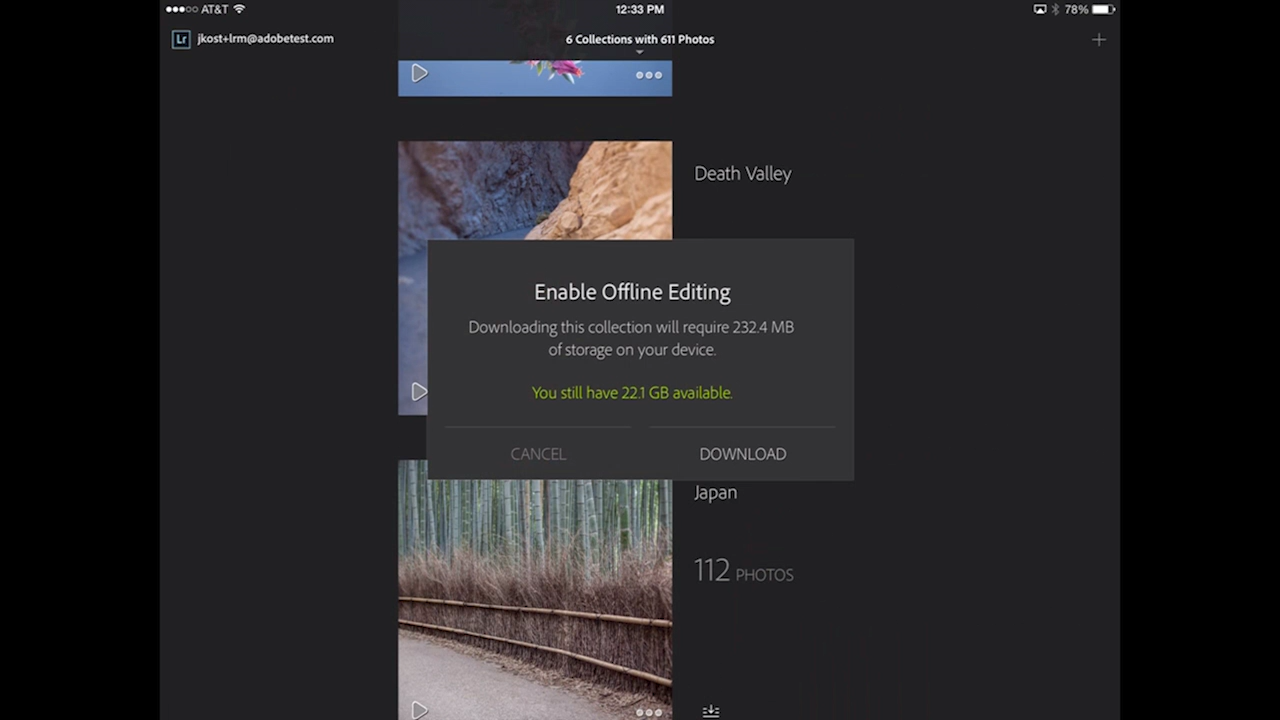 AT&T
12:33 PM
78%
Lr jkost+lrm@adobetest.com
6 Collections with 611 Photos
Death Valley
Enable Offline Editing
Downloading this collection will require 232.4 MB
of storage on your device.
You still have 22.1 GB available.
CANCEL
DOWNLOAD
Japan
112 PHOTOS